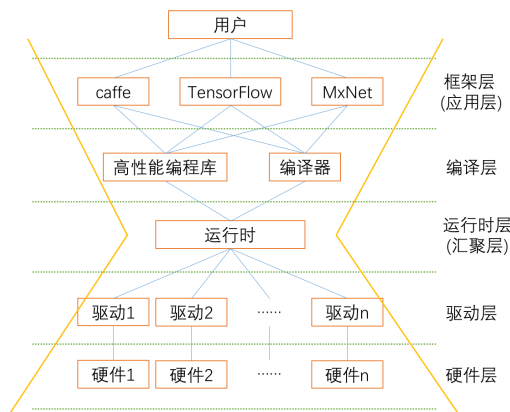 用户
caffe
TensorFlow
MxNet
框架层
(应用层)
高性能编程库
编译器
编译层
运行时
运行时层
(汇聚层)
驱动1
驱动2
……
驱动n
驱动层
硬件1
硬件2
……
硬件n
硬件层